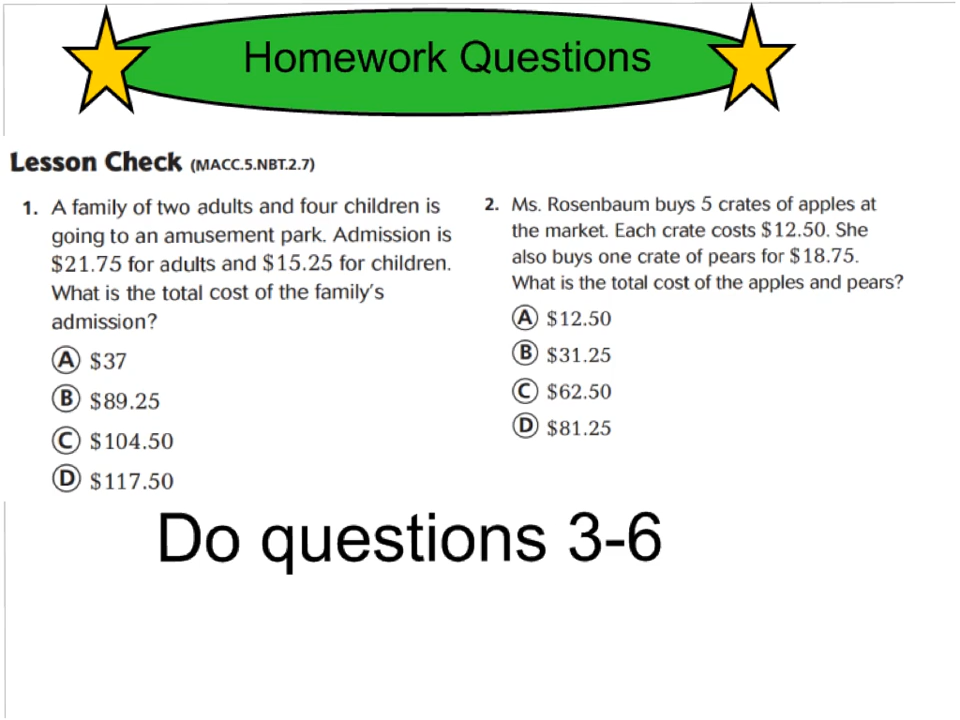 Homework Questions
Lesson Check (MACC.5.NBT.2.7)
1. A family of two adults and four children is
going to an amusement park. Admission is
$21.75 for adults and $15.25 for children.
What is the total cost of the family's
admission?
A $37
B $89.25
C $104.50
D $117.50
2. Ms. Rosenbaum buys 5 crates of apples at
the market. Each crate costs $12.50. She
also buys one crate of pears for $18.75.
What is the total cost of the apples and pears?
A $12.50
B $31.25
C $62.50
D $81.25
Do questions 3-6